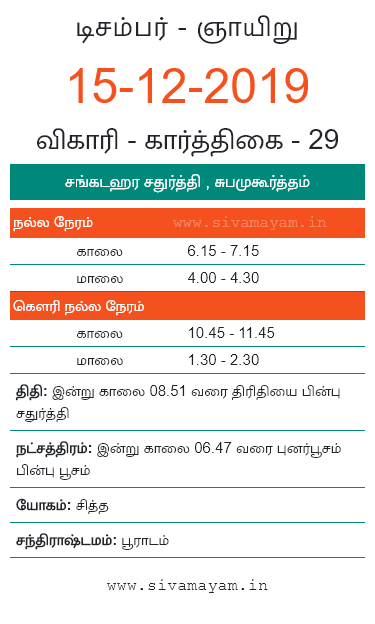 டிசம்பர் - ஞாயிறு
15-12-2019
விகாரி - கார்த்திகை - 29
சங்கடஹர சதுர்த்தி , சுபமுகூர்த்தம்
நல்ல நேரம் www.sivamayam.in
காலை 6.15 - 7.15
மாலை 4.00 - 4.30
கௌரி நல்ல நேரம்
காலை 10.45 - 11.45
மாலை 1.30 - 2.30
திதி: இன்று காலை 08.51 வரை திரிதியை பின்பு
சதுர்த்தி
நட்சத்திரம்: இன்று காலை 06.47 வரை புனர்பூசம்
பின்பு பூசம்
யோகம்: சித்த
சந்திராஷ்டமம்: பூராடம்
www.sivamayam.in